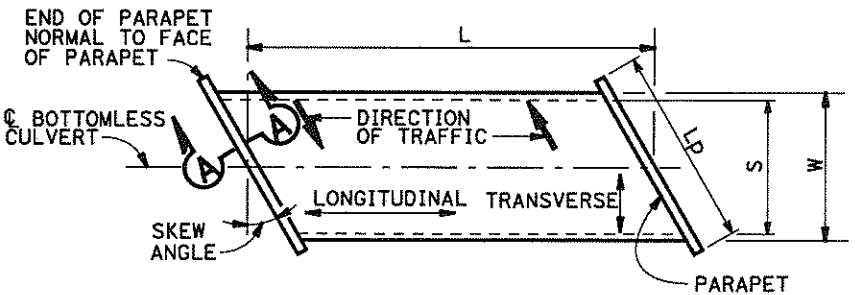 END OF PARAPET
NORMAL TO FACE
OF PARAPET
L
℄ BOTTOMLESS
CULVERT
A
A
DIRECTION
OF TRAFFIC
Lp
S
W
LONGITUDINAL
TRANSVERSE
SKEW
ANGLE
PARAPET